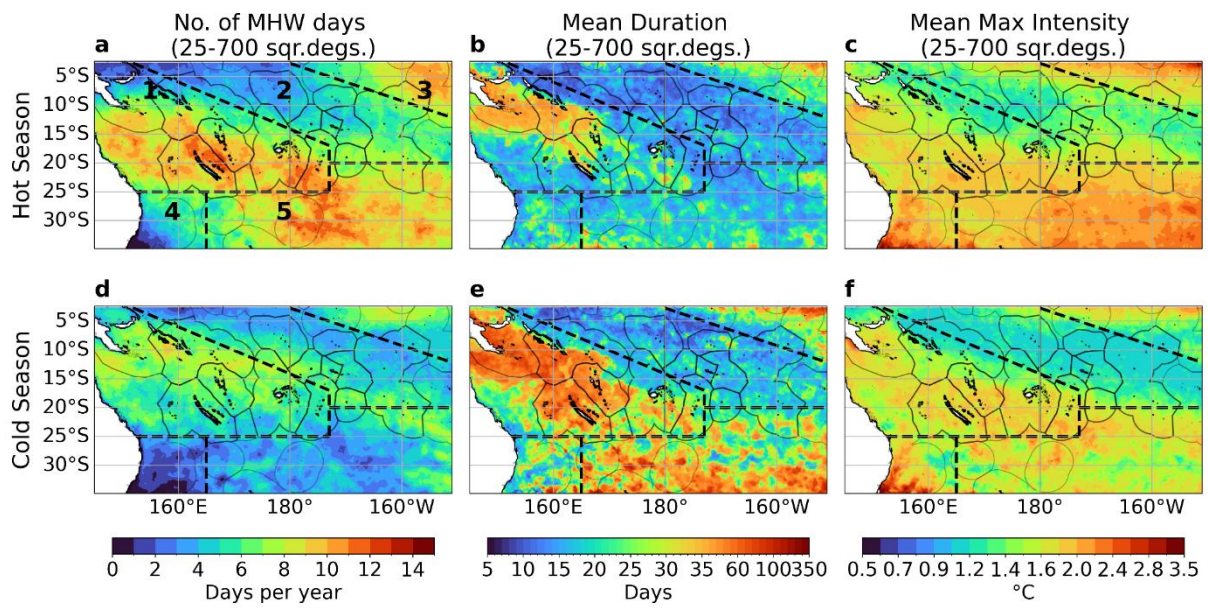 No. of MHW days
(25-700 sqr.degs.)
Mean Duration
(25-700 sqr.degs.)
Mean Max Intensity
(25-700 sqr.degs.)
a
b
c
Hot Season
5°S
10°S
15°S
20°S
25°S
30°S
1
2
3
4
5
d
e
f
Cold Season
5°S
10°S
15°S
20°S
25°S
30°S
160°E 180° 160°W
160°E 180° 160°W
160°E 180° 160°W
0 2 4 6 8 10 12 14
Days per year
5 10 15 20 25 30 35 60 100 350
Days
0.5 0.7 0.9 1.2 1.4 1.6 2.0 2.4 2.8 3.5
°C